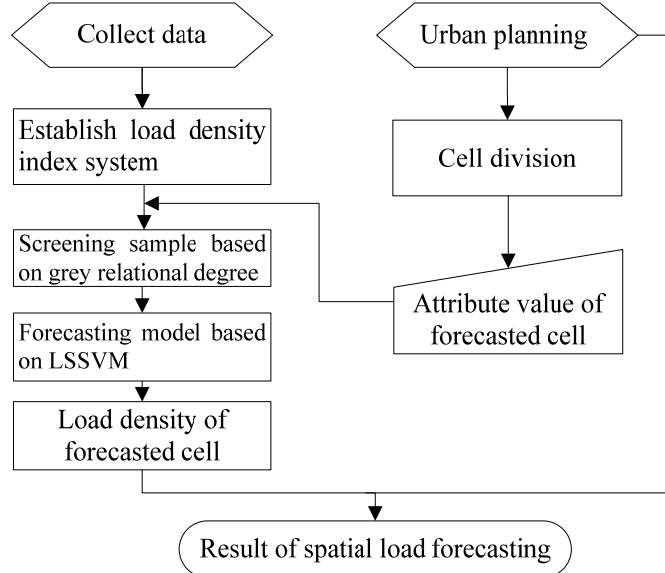 Collect data
Urban planning
Establish load density
index system
Cell division
Screening sample based
on grey relational degree
Attribute value of
forecasted cell
Forecasting model based
on LSSVM
Load density of
forecasted cell
Result of spatial load forecasting